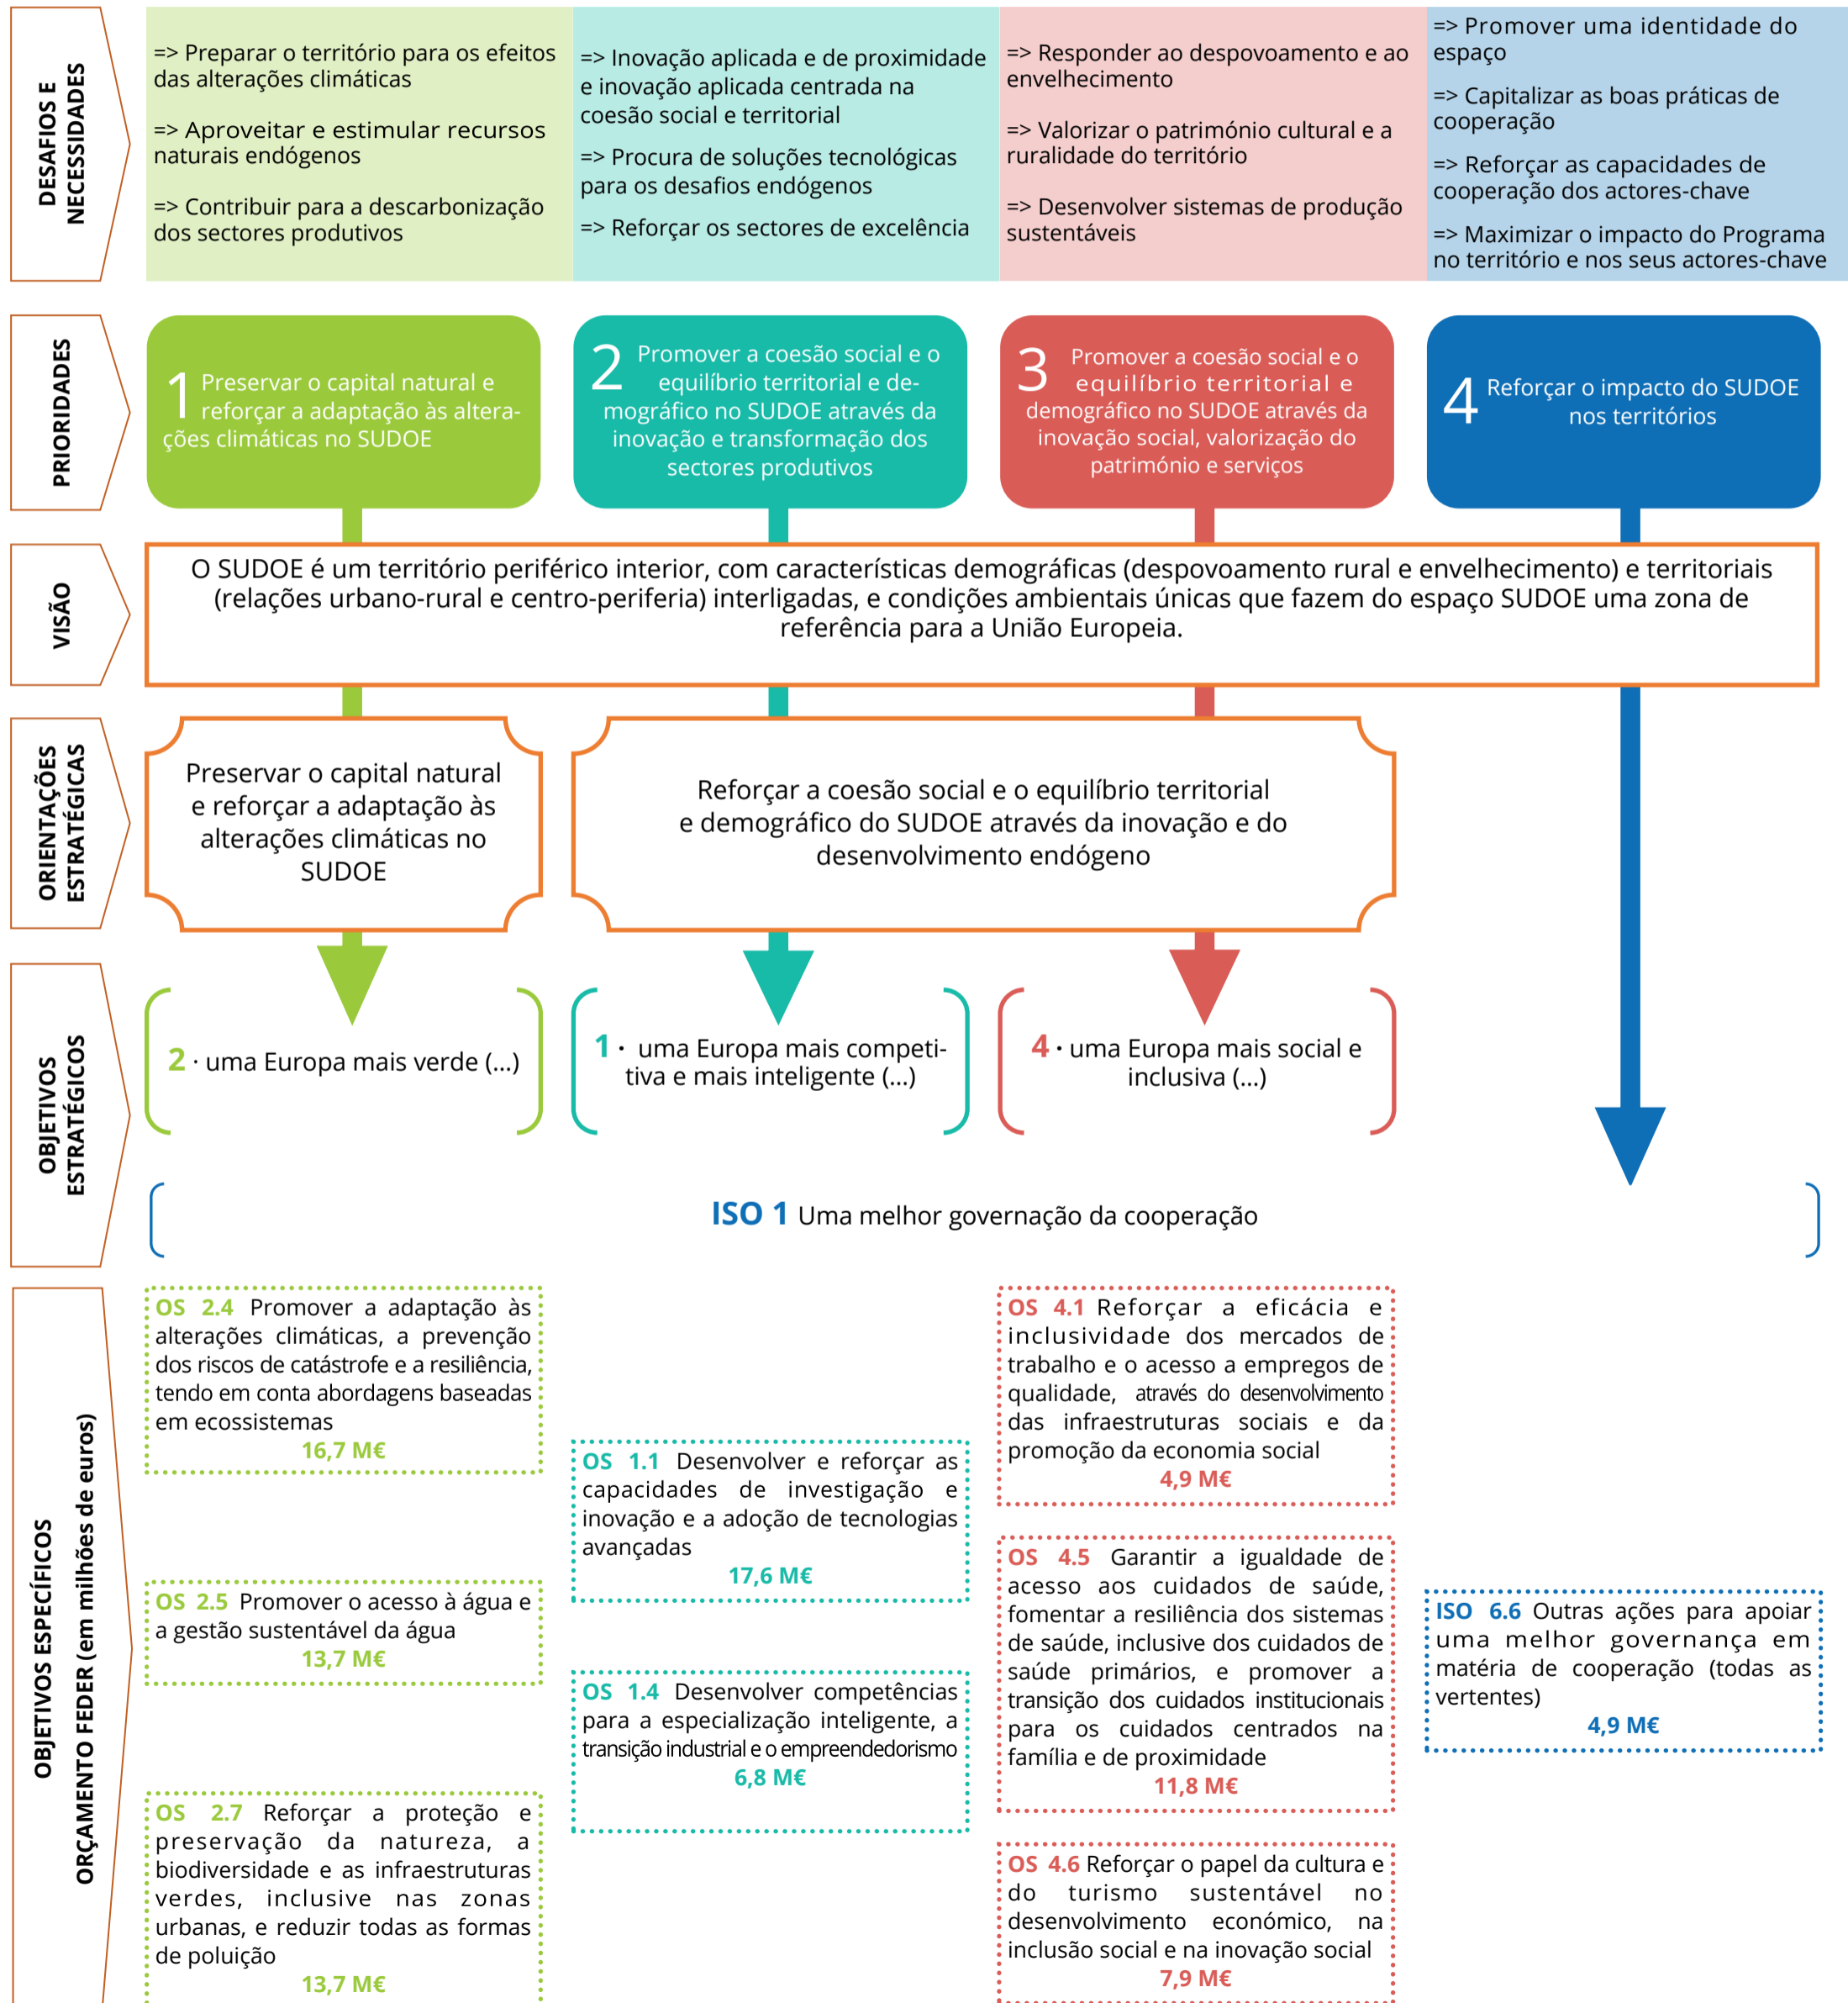 DESAFIOS E
NECESSIDADES
=> Preparar o território para os efeitos
das alterações climáticas
=> Aproveitar e estimular recursos
naturais endógenos
=> Contribuir para a descarbonização
dos sectores produtivos
=> Inovação aplicada e de proximidade
e inovação aplicada centrada na
coesão social e territorial
=> Procura de soluções tecnológicas
para os desafios endógenos
=> Reforçar os sectores de excelência
=> Responder ao despovoamento e ao
envelhecimento
=> Valorizar o património cultural e a
ruralidade do território
=> Desenvolver sistemas de produção
sustentáveis
=> Promover uma identidade do
espaço
=> Capitalizar as boas práticas de
cooperação
=> Reforçar as capacidades de
cooperação dos actores-chave
=> Maximizar o impacto do Programa
no território e nos seus actores-chave
PRIORIDADES
1 Preservar o capital natural e
reforçar a adaptação às altera-
ções climáticas no SUDOE
2 Promover a coesão social e o
equilíbrio territorial e de-
mográfico no SUDOE através da
inovação e transformação dos
sectores produtivos
3 Promover a coesão social e o
equilíbrio territorial e
demográfico no SUDOE através da
inovação social, valorização do
património e serviços
4 Reforçar o impacto do SUDOE
nos territórios
VISÃO
O SUDOE é um território periférico interior, com características demográficas (despovoamento rural e envelhecimento) e territoriais
(relações urbano-rural e centro-periferia) interligadas, e condições ambientais únicas que fazem do espaço SUDOE uma zona de
referência para a União Europeia.
ORIENTAÇÕES
ESTRATÉGICAS
Preservar o capital natural
e reforçar a adaptação às
alterações climáticas no
SUDOE
Reforçar a coesão social e o equilíbrio territorial
e demográfico do SUDOE através da inovação e do
desenvolvimento endógeno
OBJETIVOS
ESTRATÉGICOS
2 · uma Europa mais verde (...)
1 · uma Europa mais competi-
tiva e mais inteligente (...)
4 · uma Europa mais social e
inclusiva (...)
ISO 1 Uma melhor governação da cooperação
OBJETIVOS ESPECÍFICOS
ORÇAMENTO FEDER (em milhões de euros)
OS 2.4 Promover a adaptação às
alterações climáticas, a prevenção
dos riscos de catástrofe e a resiliência,
tendo em conta abordagens baseadas
em ecossistemas
16,7 M€
OS 2.5 Promover o acesso à água e
a gestão sustentável da água
13,7 M€
OS 2.7 Reforçar a proteção e
preservação da natureza, a
biodiversidade e as infraestruturas
verdes, inclusive nas zonas
urbanas, e reduzir todas as formas
de poluição
13,7 M€
OS 1.1 Desenvolver e reforçar as
capacidades de investigação e
inovação e a adoção de tecnologias
avançadas
17,6 M€
OS 1.4 Desenvolver competências
para a especialização inteligente, a
transição industrial e o empreendedorismo
6,8 M€
OS 4.1 Reforçar a eficácia e
inclusividade dos mercados de
trabalho e o acesso a empregos de
qualidade, através do desenvolvimento
das infraestruturas sociais e da
promoção da economia social
4,9 M€
OS 4.5 Garantir a igualdade de
acesso aos cuidados de saúde,
fomentar a resiliência dos sistemas
de saúde, inclusive dos cuidados de
saúde primários, e promover a
transição dos cuidados institucionais
para os cuidados centrados na
família e de proximidade
11,8 M€
OS 4.6 Reforçar o papel da cultura e
do turismo sustentável no
desenvolvimento económico, na
inclusão social e na inovação social
7,9 M€
ISO 6.6 Outras ações para apoiar
uma melhor governança em
matéria de cooperação (todas as
vertentes)
4,9 M€